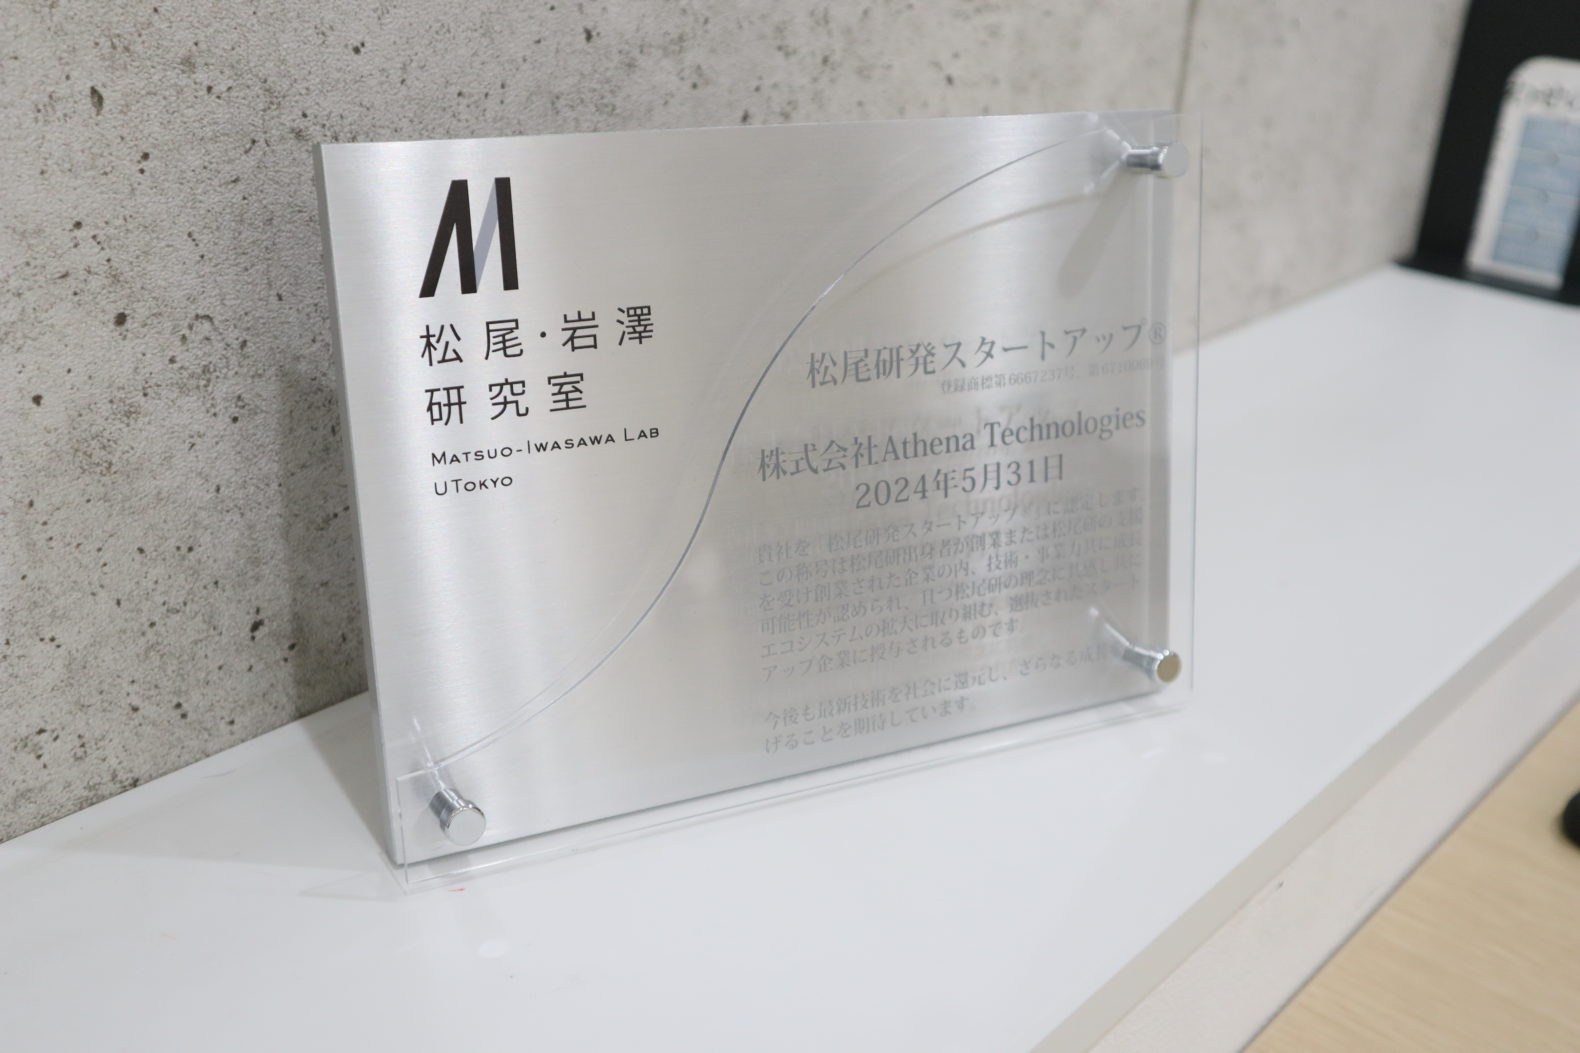 松尾・岩澤
研究室
MATSUO-IWASAWA LAB
UTOKYO
松尾研発スタートアップ®
登録商標第6667237号、第671000
株式会社Athena Technologies
2024年5月31日
貴社を「松尾研発スタートアップ®」に認定します。
この称号は松尾研出身者が創業または松尾研の支援
を受け創業された企業の内、技術・事業力共に成長
可能性が認められ、且つ松尾研の理念に共感し共に
エコシステムの拡大に取り組む、選抜されたスタート
アップ企業に授与されるものです。
今後も最新技術を社会に還元し、さらなる成長
げることを期待しています。